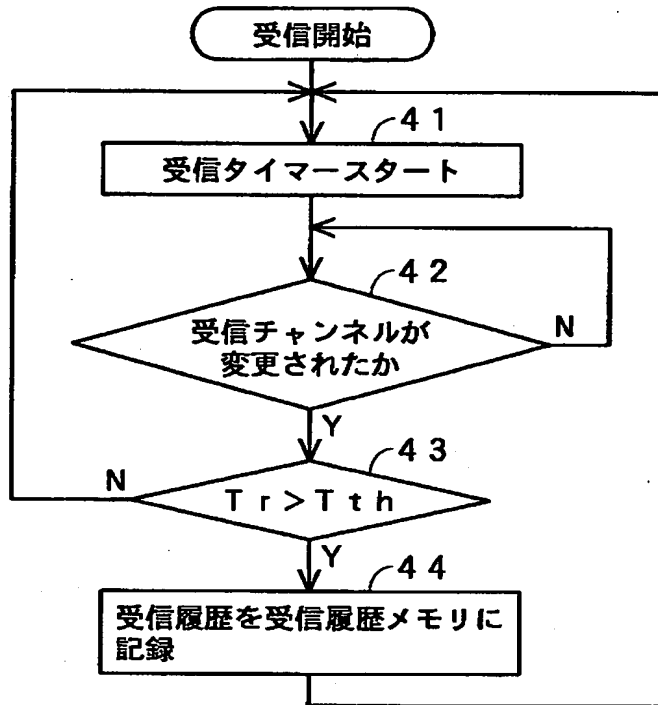 受信開始
41
受信タイマースタート
42
受信チャンネルが
変更されたか
N
Y
43
N
Tr>Tth
Y
44
受信履歴を受信履歴メモリに
記録